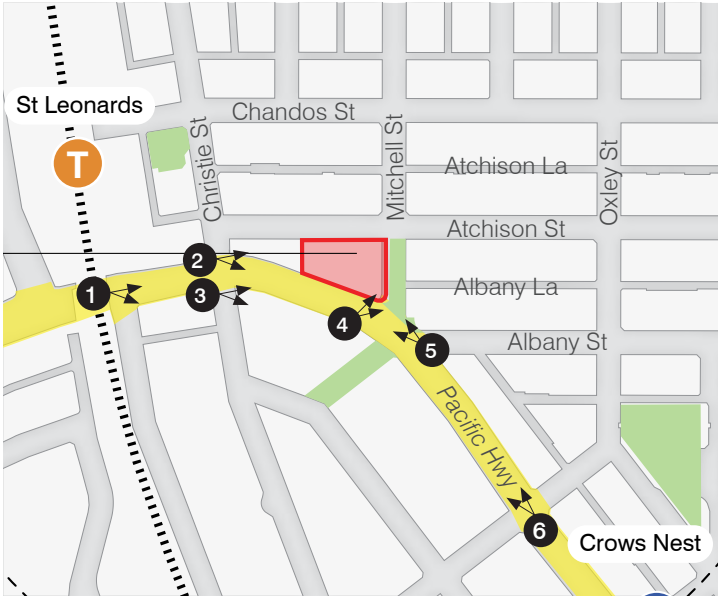 St Leonards
Chandos St
T
Christie St
Mitchell St
Atchison La
Oxley St
Atchison St
2
Albany La
1
3
4
Albany St
5
Pacific Hwy
6
Crows Nest